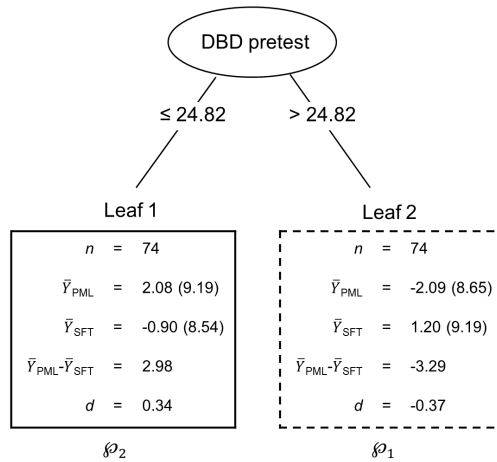 DBD pretest
≤ 24.82 > 24.82
Leaf 1 Leaf 2
n = 74
Ȳ_PML = 2.08 (9.19)
Ȳ_SFT = -0.90 (8.54)
Ȳ_PML-Ȳ_SFT = 2.98
d = 0.34
℘₂
n = 74
Ȳ_PML = -2.09 (8.65)
Ȳ_SFT = 1.20 (9.19)
Ȳ_PML-Ȳ_SFT = -3.29
d = -0.37
℘₁